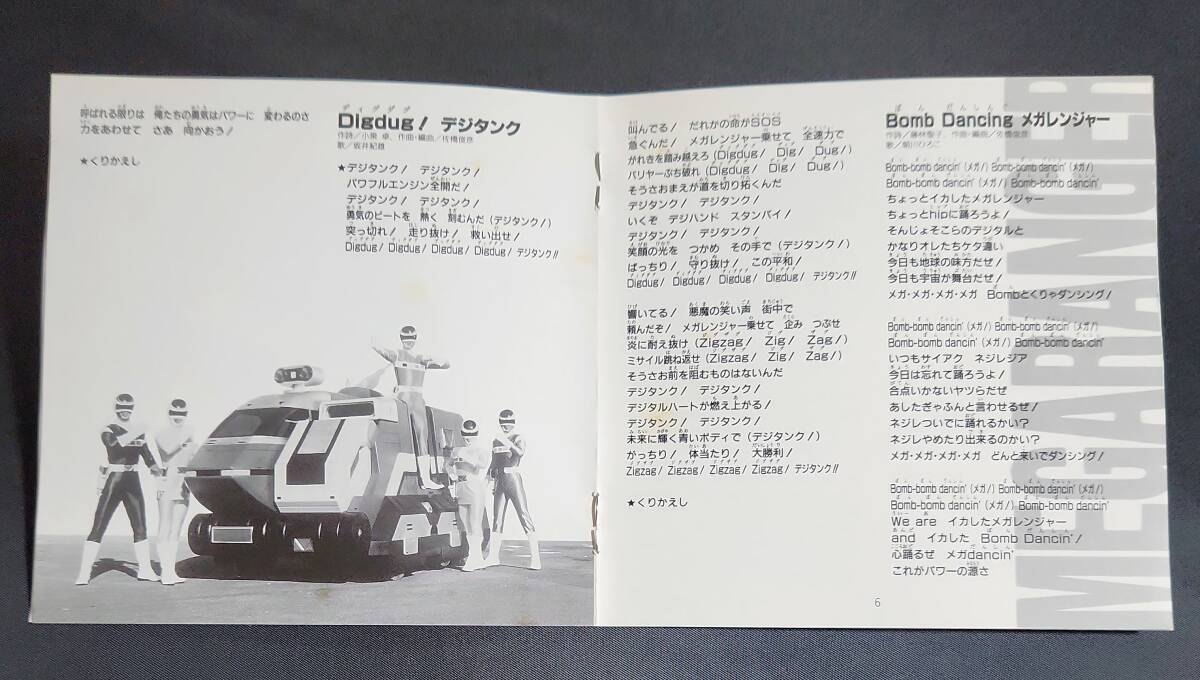 呼ばれる限りは 俺たちの勇気はパワーに 変わるのさ
力をあわせて さあ 向かおう!
★くりかえし
ディグダグ
Digdug! デジタンク
作詩/小泉 卓、作曲・編曲/佐橋俊彦
歌/坂井紀雄
★デジタンク! デジタンク!
パワフルエンジン全開だ!
デジタンク! デジタンク!
勇気のビートを 熱く 刻むんだ (デジタンク!)
突っ切れ! 走り抜け! 救い出せ!
Digdug! Digdug! Digdug! Digdug! デジタンク!!
叫んでる! だれかの命がSOS
急ぐんだ! メガレンジャー乗せて 全速力で
がれきを踏み越えろ (Digdug! Dig! Dug!)
バリヤーぶち破れ (Digdug! Dig! Dug!)
そうさおまえが道を切り拓くんだ
デジタンク! デジタンク!
いくぞ デジハンド スタンバイ!
デジタンク! デジタンク!
笑顔の光を つかめ その手で (デジタンク!)
ばっちり! 守り抜け! この平和!
Digdug! Digdug! Digdug! Digdug! デジタンク!!
響いてる! 悪魔の笑い声 街中で
頼んだぞ! メガレンジャー乗せて 企み つぶせ
炎に耐え抜け (Zigzag! Zig! Zag!)
ミサイル跳ね返せ (Zigzag! Zig! Zag!)
そうさお前を阻むものはないんだ
デジタンク! デジタンク!
デジタルハートが燃え上がる!
デジタンク! デジタンク!
未来に輝く青いボディで (デジタンク!)
がっちり! 体当たり! 大勝利!
Zigzag! Zigzag! Zigzag! Zigzag! デジタンク!!
★くりかえし
6
ぼん だんしんぐ
Bomb Dancing メガレンジャー
作詩/藤林聖子、作曲・編曲/佐橋俊彦
歌/朝川ひろこ
Bomb-bomb dancin' (メガ!) Bomb-bomb dancin' (メガ!)
Bomb-bomb dancin' (メガ!) Bomb-bomb dancin'
ちょっとイカしたメガレンジャー
ちょっとhipに踊ろうよ!
そんじょそこらのデジタルと
かなりオレたちケタ違い
今日も地球の味方だぜ!
今日も宇宙が舞台だぜ!
メガ・メガ・メガ・メガ Bombとくりゃダンシング!
Bomb-bomb dancin' (メガ!) Bomb-bomb dancin' (メガ!)
Bomb-bomb dancin' (メガ!) Bomb-bomb dancin'
いつもサイアク ネジレジア
今日は忘れて踊ろうよ!
合点いかないヤツらだぜ
あしたぎゃふんと言わせるぜ!
ネジレついでに踊れるかい?
ネジレやめたり出来るのかい?
メガ・メガ・メガ・メガ どんと来いでダンシング!
Bomb-bomb dancin' (メガ!) Bomb-bomb dancin' (メガ!)
Bomb-bomb dancin' (メガ!) Bomb-bomb dancin'
We are イカしたメガレンジャー
and イカした Bomb Dancin'!
心踊るぜ メガdancin'
これがパワーの源さ
MEGARANGER